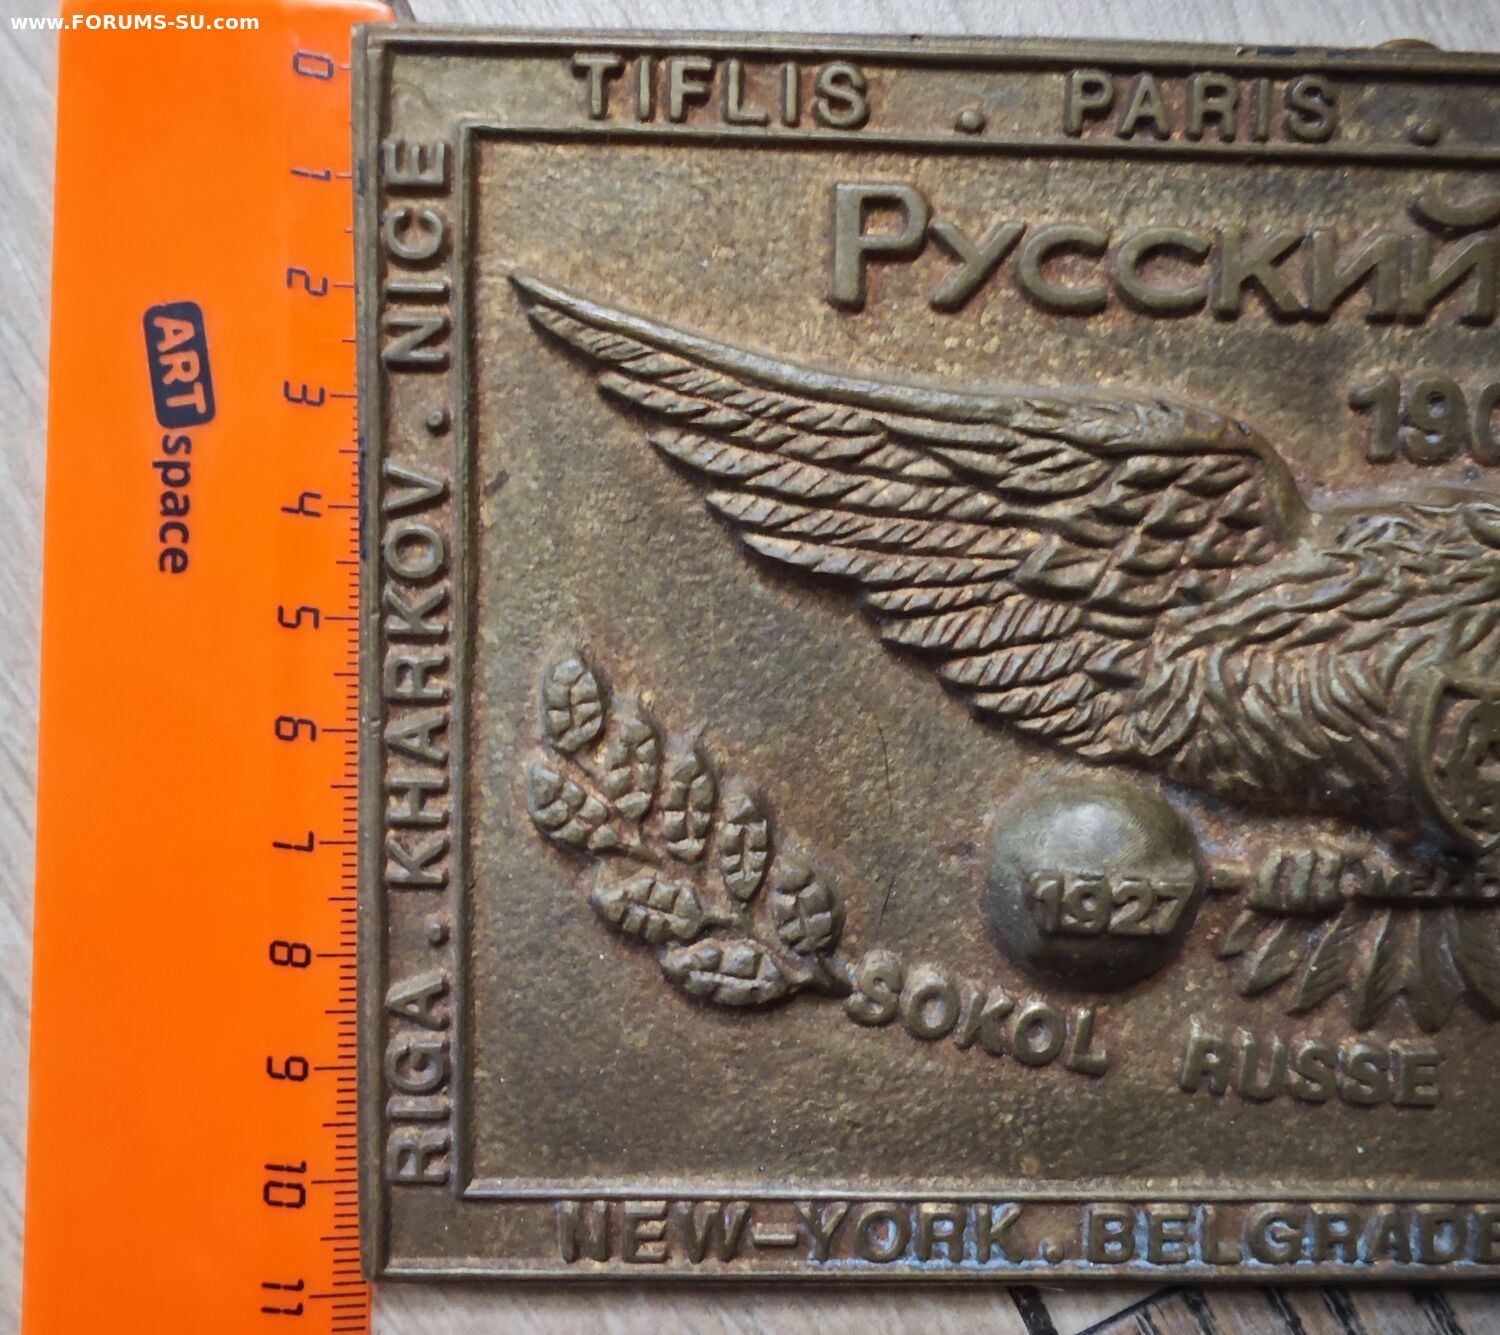 www.FORUMS-SU.com
TIFLIS . PARIS .
Русский
190
RIGA . KHARKOV . NICE
1927
SOKOL RUSSE
NEW-YORK . BELGRADE
ART space
0
1
2
3
4
5
6
7
8
9
10
11